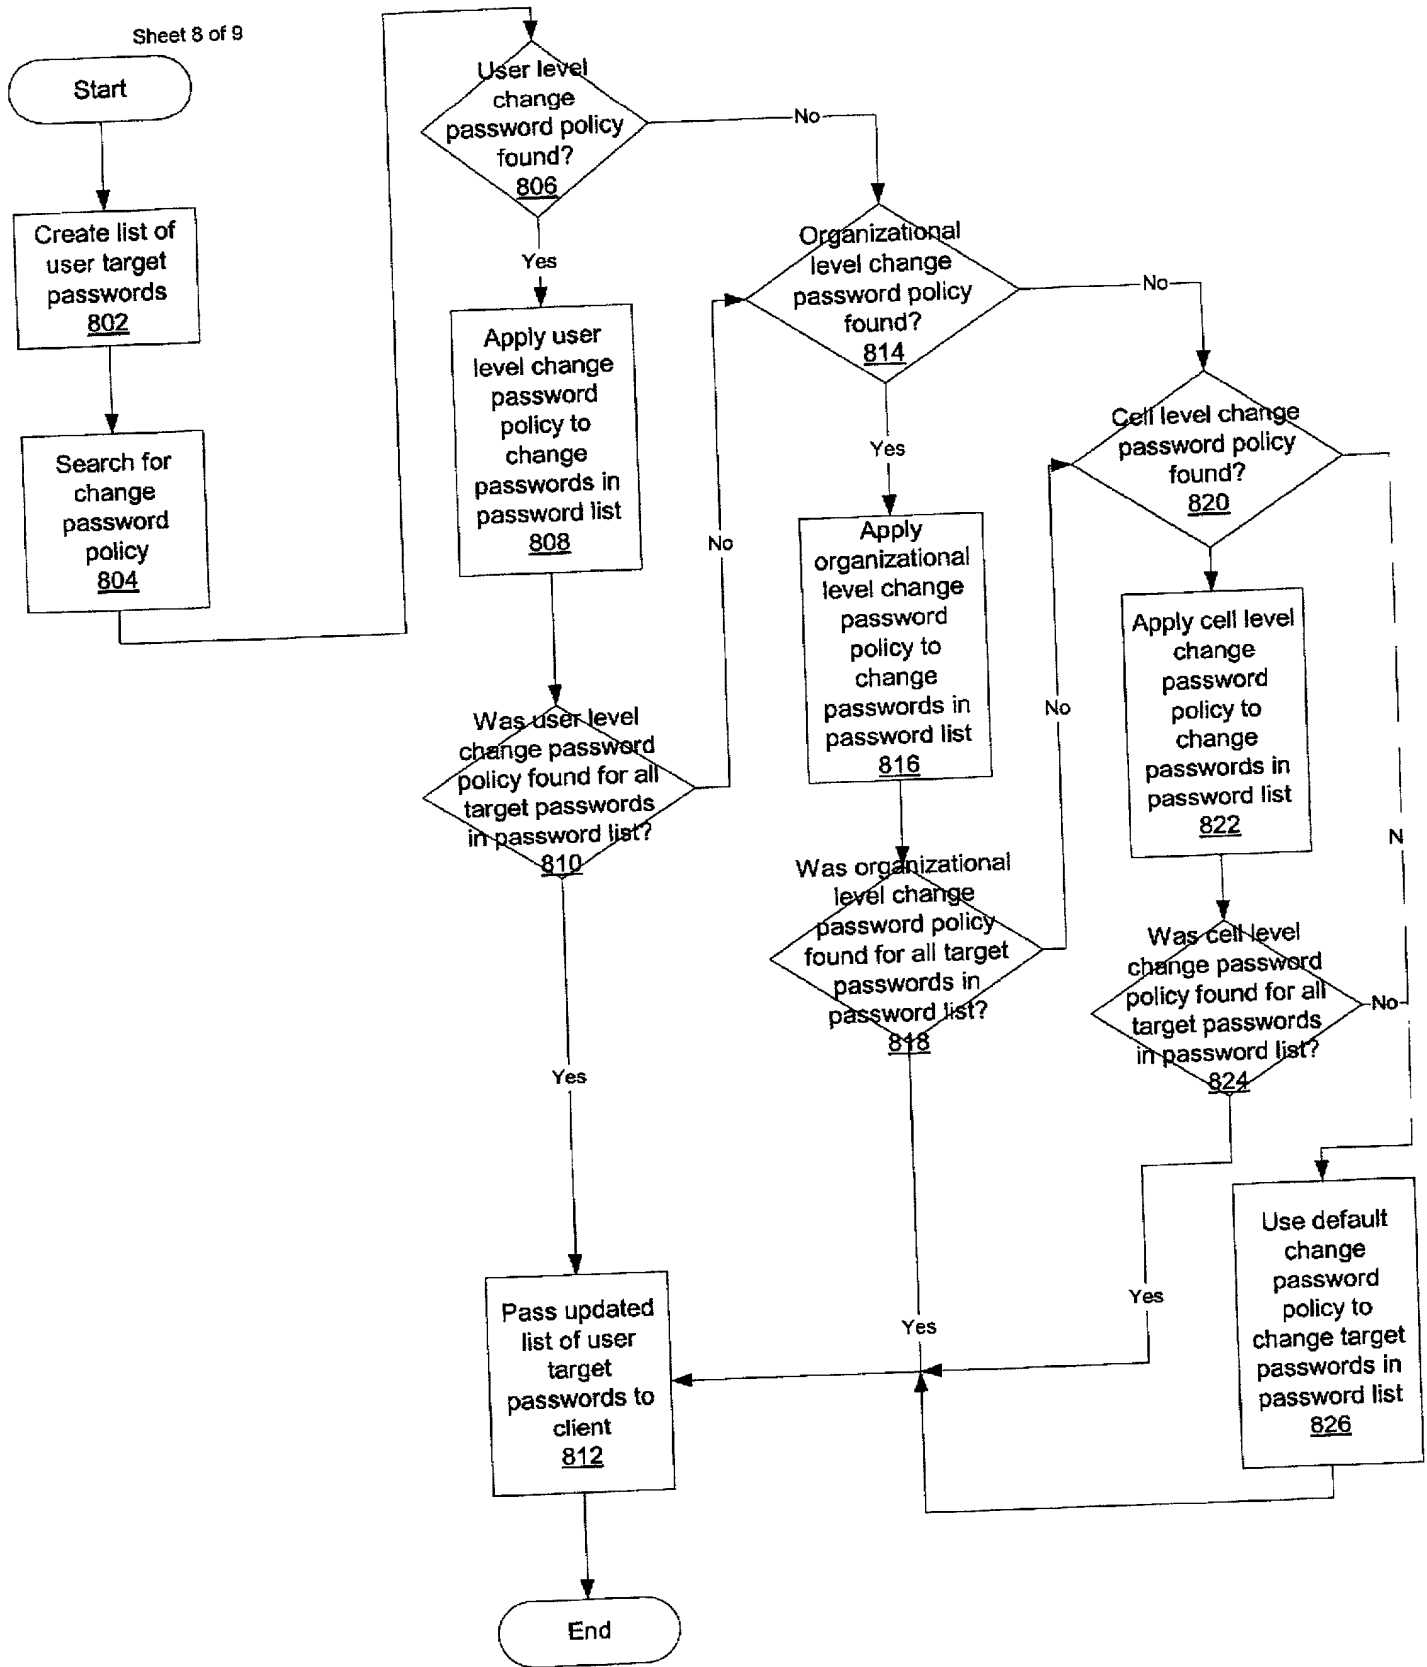 Sheet 8 of 9
Start
Create list of
user target
passwords
802
Search for
change
password
policy
804
User level
change
password policy
found?
806
No
Yes
Apply user
level change
password
policy to
change
passwords in
password list
808
Was user level
change password
policy found for all
target passwords
in password list?
810
No
Yes
Pass updated
list of user
target
passwords to
client
812
End
Organizational
level change
password policy
found?
814
No
Yes
Apply
organizational
level change
password
policy to
change
passwords in
password list
816
Was organizational
level change
password policy
found for all target
passwords in
password list?
818
No
Yes
Cell level change
password policy
found?
820
N
Apply cell level
change
password
policy to
change
passwords in
password list
822
Was cell level
change password
policy found for all
target passwords
in password list?
824
No
Yes
Use default
change
password
policy to
change target
passwords in
password list
826